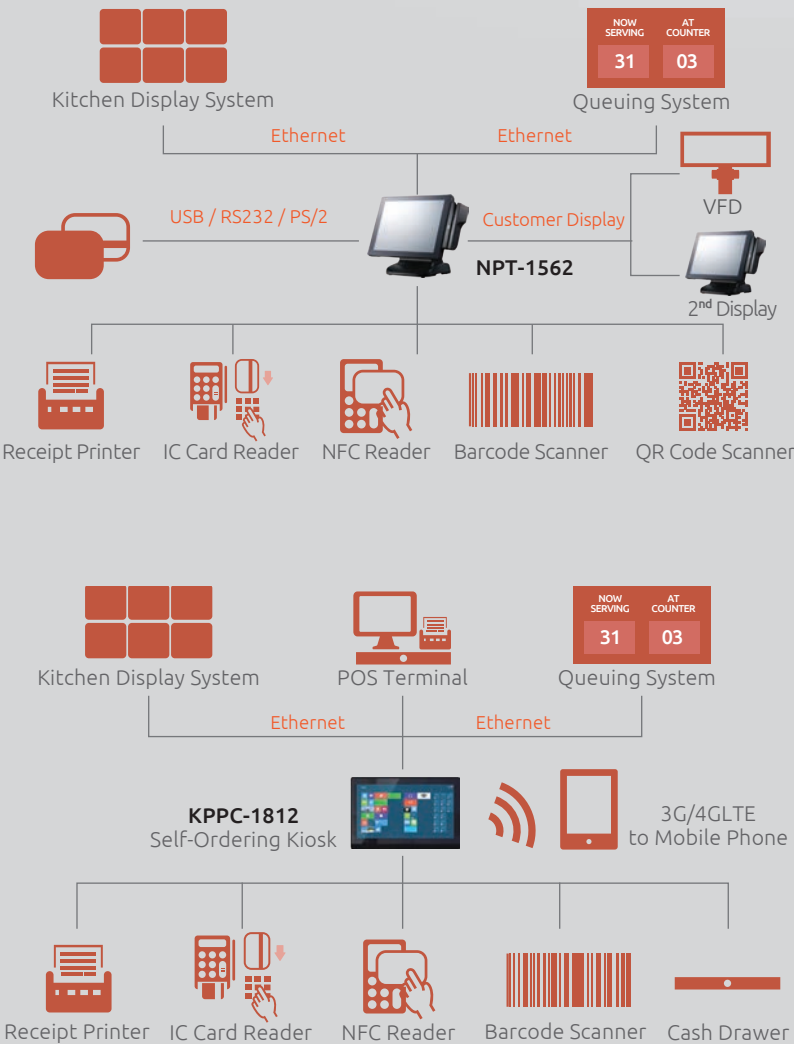 NOW SERVING
AT COUNTER
31
03
Kitchen Display System
Queuing System
Ethernet
Ethernet
USB / RS232 / PS/2
Customer Display
VFD
NPT-1562
2nd Display
Receipt Printer
IC Card Reader
NFC Reader
Barcode Scanner
QR Code Scanner
NOW SERVING
AT COUNTER
31
03
Kitchen Display System
POS Terminal
Queuing System
Ethernet
Ethernet
KPPC-1812
Self-Ordering Kiosk
3G/4GLTE
to Mobile Phone
Receipt Printer
IC Card Reader
NFC Reader
Barcode Scanner
Cash Drawer